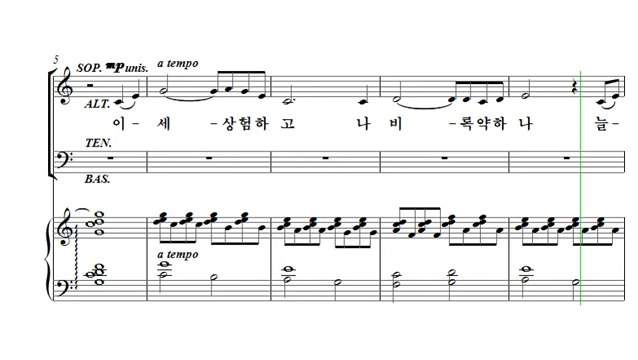 5
SOP. mp unis. a tempo
ALT.
이 - 세 - 상험하 고 나 비 - 록약하 나 늘 -
TEN.
BAS.
a tempo